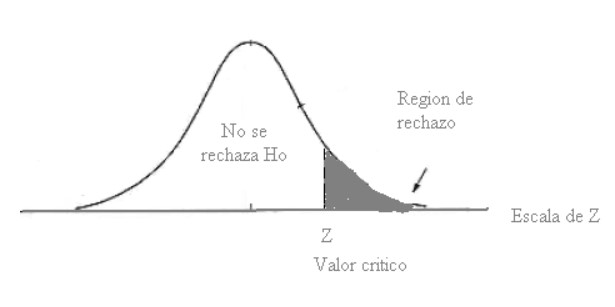 Region de
rechazo
No se
rechaza Ho
Escala de Z
Z
Valor critico